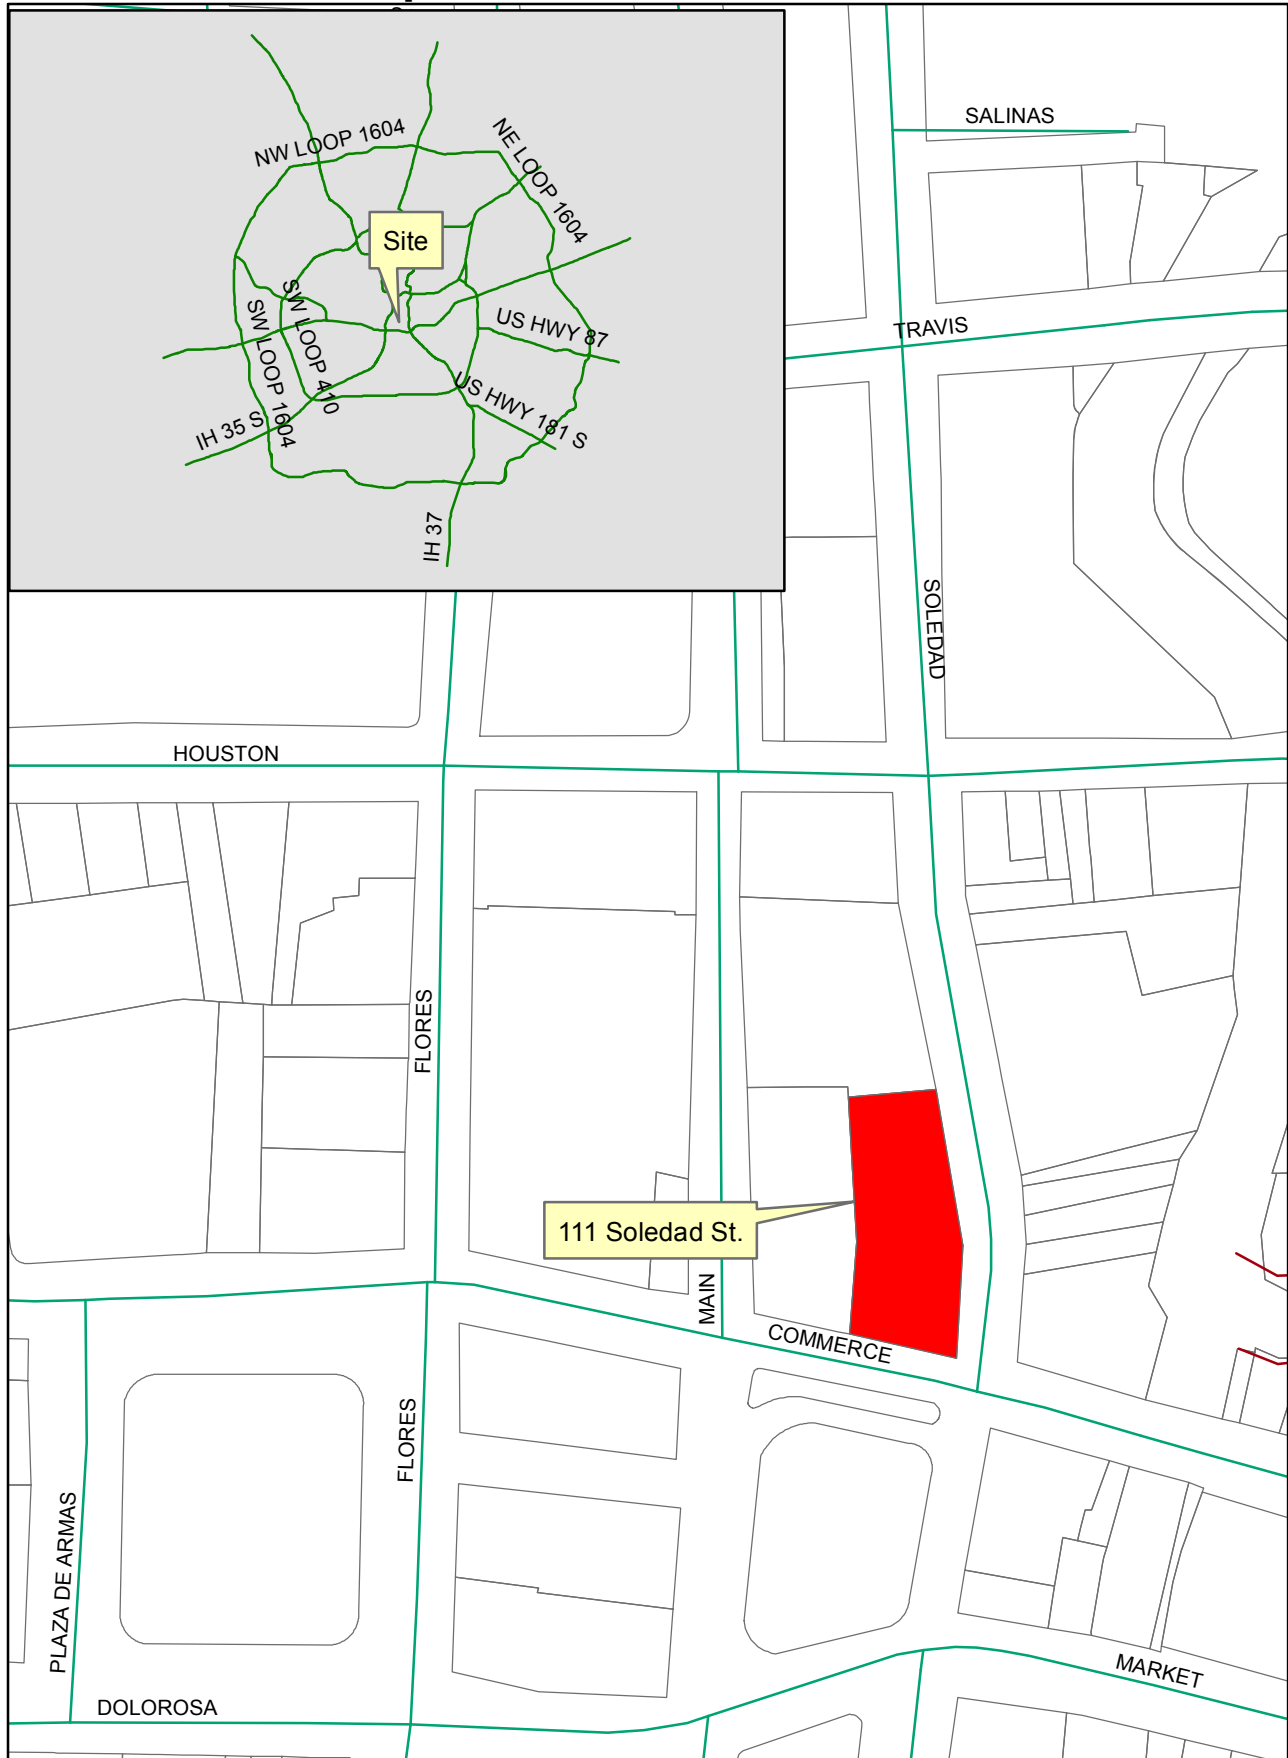 NW LOOP 1604
NE LOOP 1604
Site
SW LOOP 410
SW LOOP 1604
US HWY 87
US HWY 181 S
IH 35 S
IH 37
SALINAS
TRAVIS
SOLEDAD
HOUSTON
FLORES
111 Soledad St.
MAIN
COMMERCE
FLORES
PLAZA DE ARMAS
DOLOROSA
MARKET